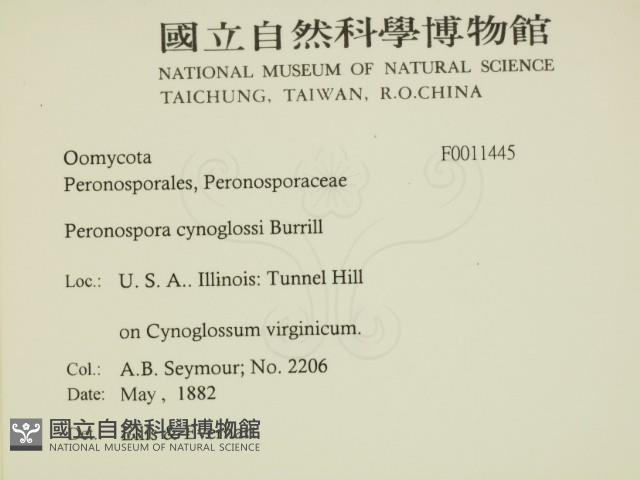 國立自然科學博物館
NATIONAL MUSEUM OF NATURAL SCIENCE
TAICHUNG, TAIWAN, R.O.CHINA
Oomycota F0011445
Peronosporales, Peronosporaceae
Peronospora cynoglossi Burrill
Loc.: U. S. A.. Illinois: Tunnel Hill
on Cynoglossum virginicum.
Col.: A.B. Seymour; No. 2206
Date: May , 1882
國立自然科學博物館
NATIONAL MUSEUM OF NATURAL SCIENCE